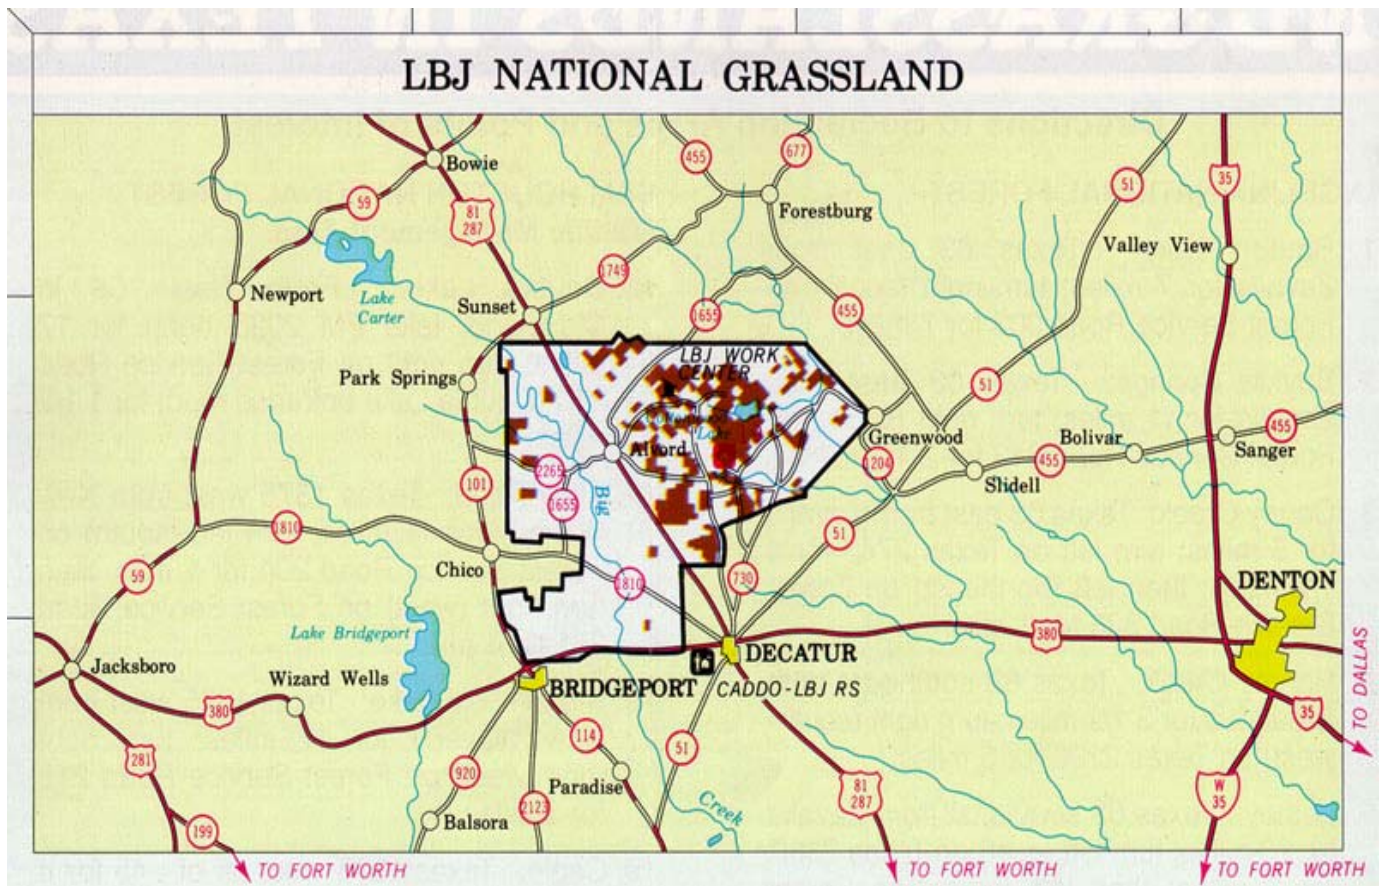 LBJ NATIONAL GRASSLAND
Bowie
455
677
59
81
287
51
35
Forestburg
Valley View
1749
Newport
Lake
Carter
Sunset
1655
455
LBJ WORK
CENTER
Park Springs
51
Greenwood
Bolivar
455
Sanger
Alvord
Lake
2265
1204
455
Slidell
101
1655
Big
1810
51
Chico
59
1810
730
DENTON
Lake Bridgeport
380
Jacksboro
Wizard Wells
DECATUR
BRIDGEPORT
CADDO-LBJ RS
380
35
TO DALLAS
114
51
281
920
Paradise
81
287
W
35
2123
Creek
199
Balsora
TO FORT WORTH
TO FORT WORTH
TO FORT WORTH